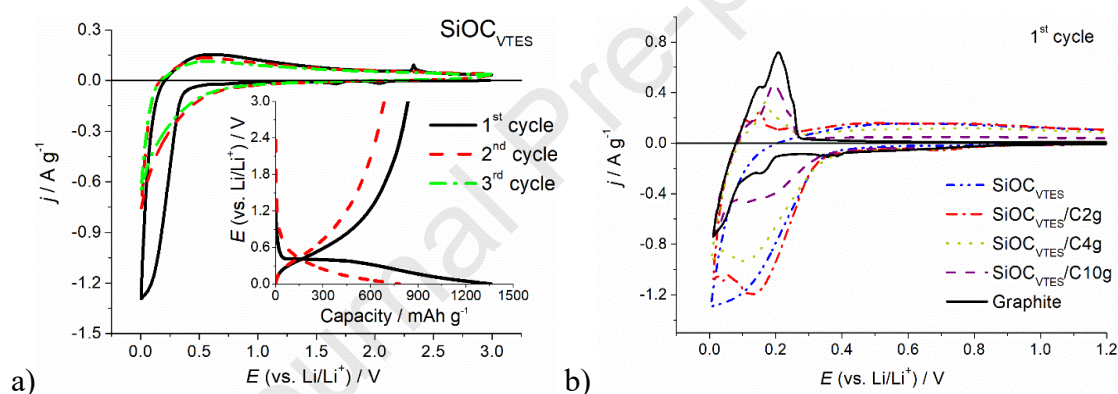 Journal Pre-p
SiOC_VTES
0.3
0.0
-0.3
-0.6
-0.9
-1.2
-1.5
j / A g⁻¹
0.0 0.5 1.0 1.5 2.0 2.5 3.0
E (vs. Li/Li⁺) / V
3.0
2.4
1.8
1.2
0.6
0.0
E (vs. Li/Li⁺) / V
0 300 600 900 1200 1500
Capacity / mAh g⁻¹
1ˢᵗ cycle
2ⁿᵈ cycle
3ʳᵈ cycle
a)
1ˢᵗ cycle
0.8
0.4
0.0
-0.4
-0.8
-1.2
j / A g⁻¹
0.0 0.2 0.4 0.6 0.8 1.0 1.2
E (vs. Li/Li⁺) / V
SiOC_VTES
SiOC_VTES/C2g
SiOC_VTES/C4g
SiOC_VTES/C10g
Graphite
b)